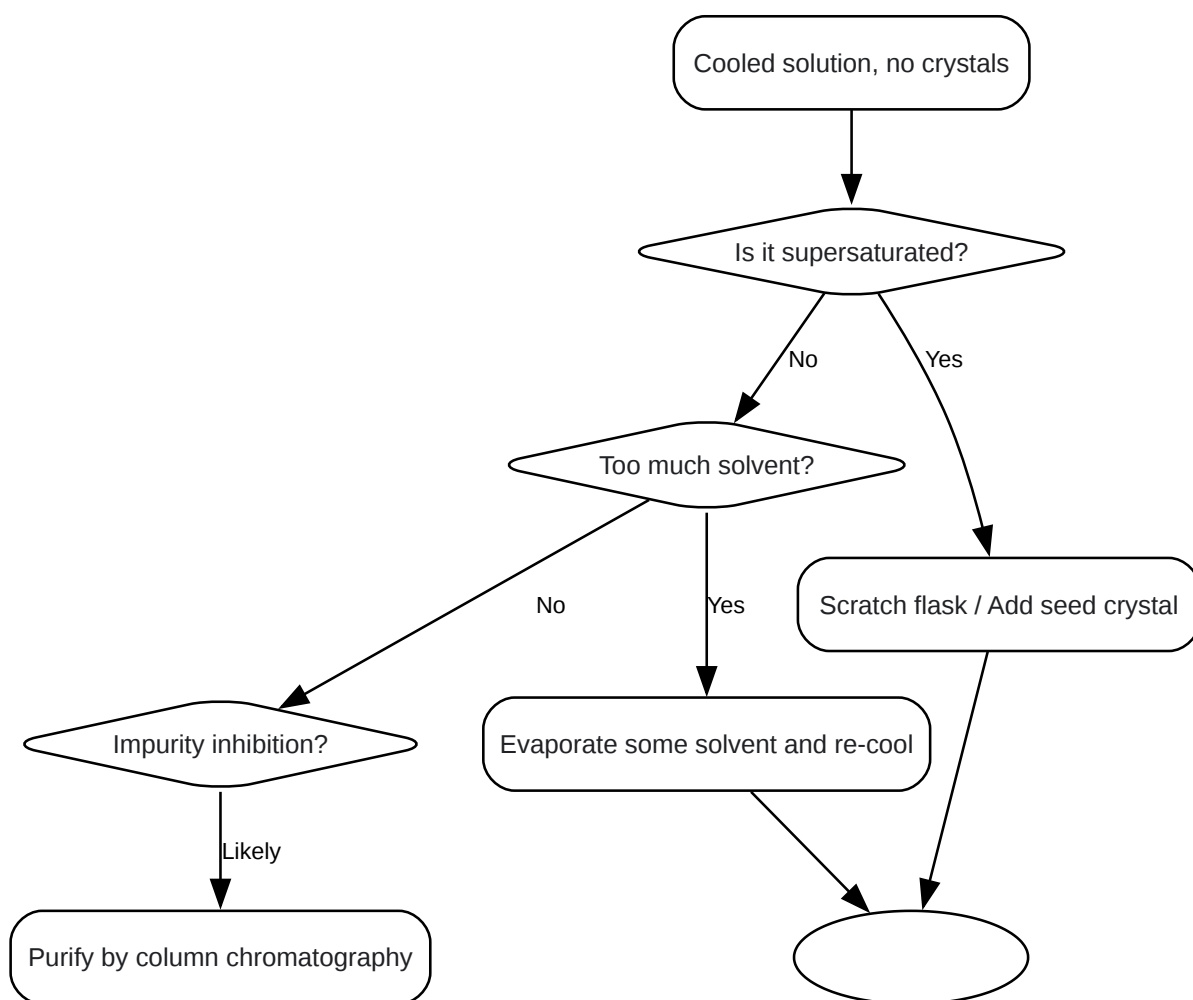 Cooled solution, no crystals
Is it supersaturated?
No
Yes
Too much solvent?
No
Yes
Scratch flask / Add seed crystal
Impurity inhibition?
Evaporate some solvent and re-cool
Likely
Purify by column chromatography